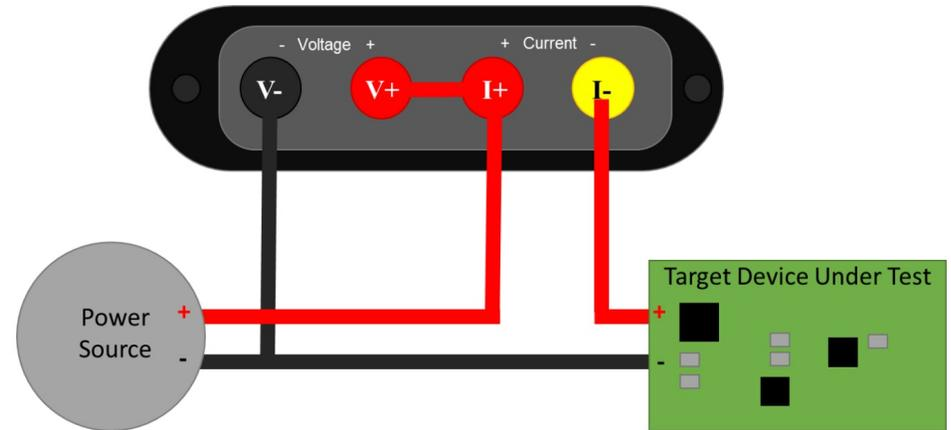 - Voltage + + Current -
V- V+ I+ I-
Target Device Under Test
Power + +
Source - -